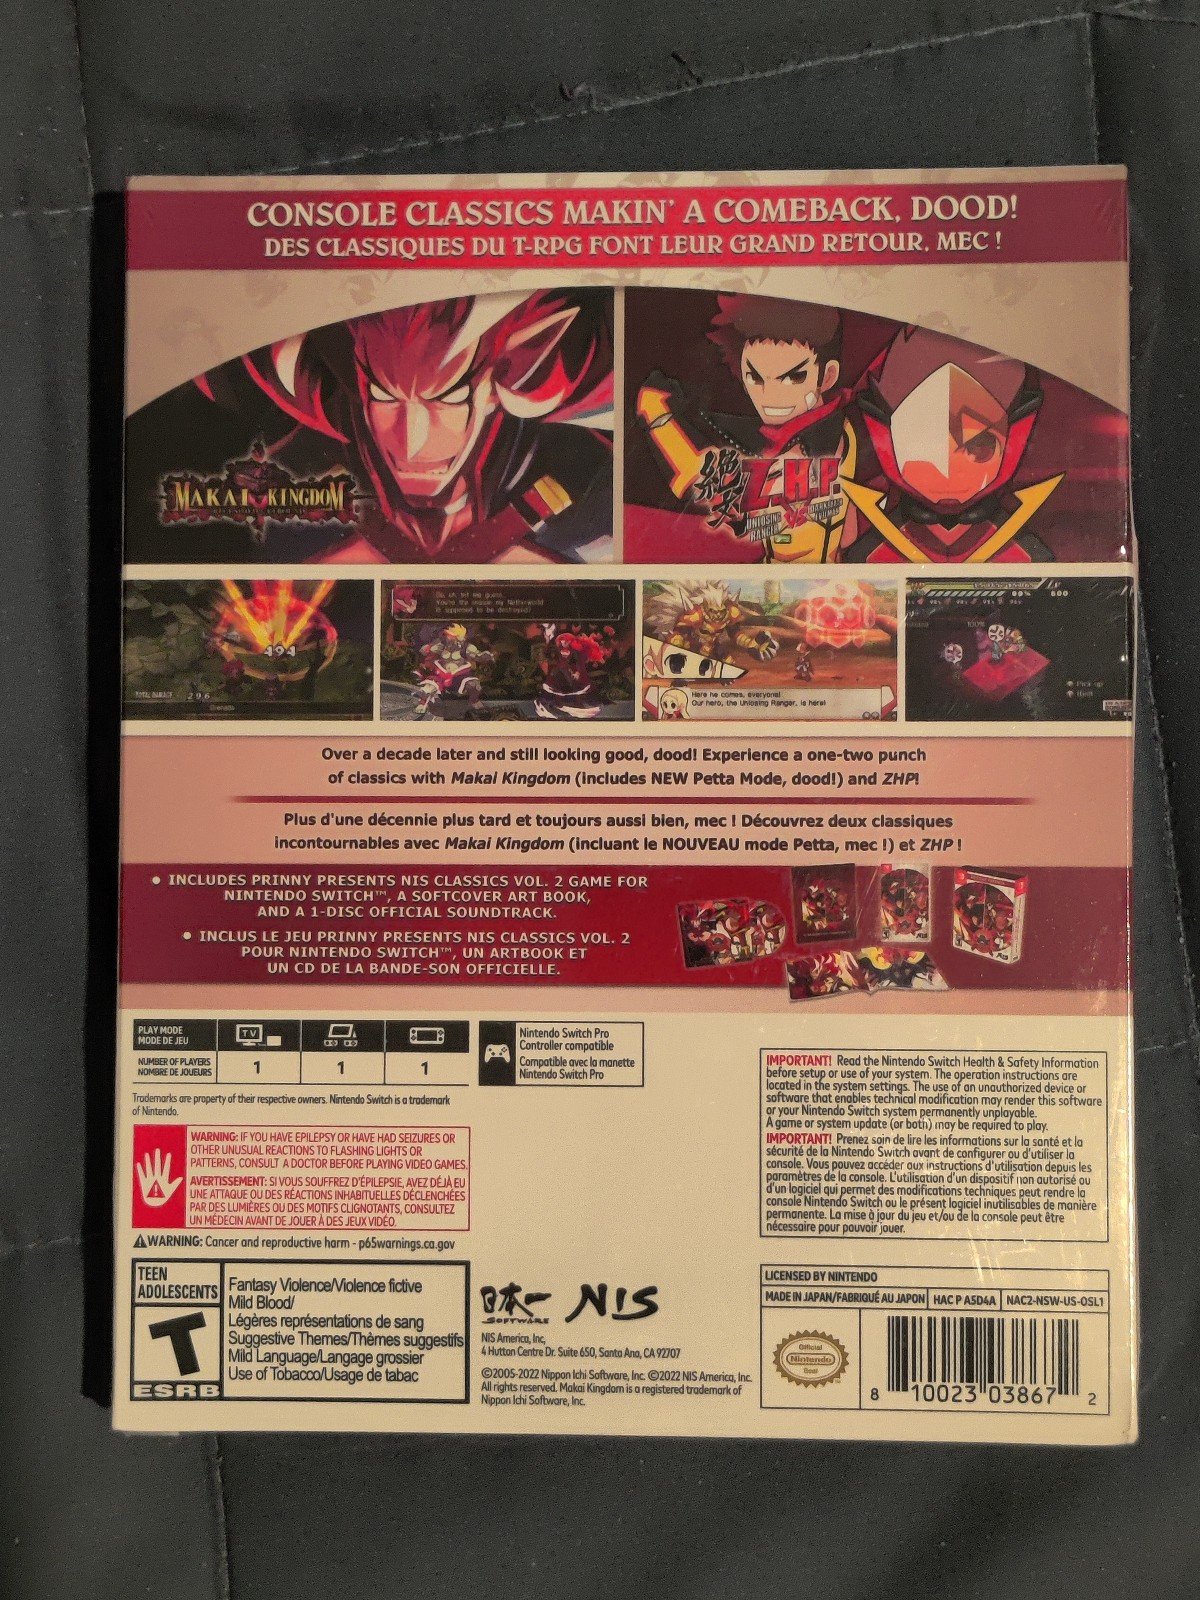 CONSOLE CLASSICS MAKIN' A COMEBACK, DOOD!
DES CLASSIQUES DU T-RPG FONT LEUR GRAND RETOUR, MEC !
MAKAI KINGDOM
絶
Z.H.P.
UNLOSING
RANGER
VS
494
TOTAL DAMAGE 296
Grenade
You're the reason my Netherworld
is supposed to be destroyed?
Here he comes, everyone!
Our hero, the Unlosing Ranger, is here!
Over a decade later and still looking good, dood! Experience a one-two punch
of classics with Makai Kingdom (includes NEW Petta Mode, dood!) and ZHP!
Plus d'une décennie plus tard et toujours aussi bien, mec ! Découvrez deux classiques
incontournables avec Makai Kingdom (incluant le NOUVEAU mode Petta, mec !) et ZHP !
• INCLUDES PRINNY PRESENTS NIS CLASSICS VOL. 2 GAME FOR
NINTENDO SWITCH™, A SOFTCOVER ART BOOK,
AND A 1-DISC OFFICIAL SOUNDTRACK.
• INCLUS LE JEU PRINNY PRESENTS NIS CLASSICS VOL. 2
POUR NINTENDO SWITCH™, UN ARTBOOK ET
UN CD DE LA BANDE-SON OFFICIELLE.
PLAY MODE
MODE DE JEU
TV
NUMBER OF PLAYERS
NOMBRE DE JOUEURS
1
1
1
Nintendo Switch Pro
Controller compatible
Compatible avec la manette
Nintendo Switch Pro
Trademarks are property of their respective owners. Nintendo Switch is a trademark
of Nintendo.
WARNING: IF YOU HAVE EPILEPSY OR HAVE HAD SEIZURES OR
OTHER UNUSUAL REACTIONS TO FLASHING LIGHTS OR
PATTERNS, CONSULT A DOCTOR BEFORE PLAYING VIDEO GAMES.
AVERTISSEMENT: SI VOUS SOUFFREZ D'ÉPILEPSIE, AVEZ DÉJÀ EU
UNE ATTAQUE OU DES RÉACTIONS INHABITUELLES DÉCLENCHÉES
PAR DES LUMIÈRES OU DES MOTIFS CLIGNOTANTS, CONSULTEZ
UN MÉDECIN AVANT DE JOUER À DES JEUX VIDÉO.
⚠WARNING: Cancer and reproductive harm - p65warnings.ca.gov
IMPORTANT! Read the Nintendo Switch Health & Safety Information
before setup or use of your system. The operation instructions are
located in the system settings. The use of an unauthorized device or
software that enables technical modification may render this software
or your Nintendo Switch system permanently unplayable.
A game or system update (or both) may be required to play.
IMPORTANT! Prenez soin de lire les informations sur la santé et la
sécurité de la Nintendo Switch avant de configurer ou d'utiliser la
console. Vous pouvez accéder aux instructions d'utilisation depuis les
paramètres de la console. L'utilisation d'un dispositif non autorisé ou
d'un logiciel qui permet des modifications techniques peut rendre la
console Nintendo Switch ou le présent logiciel inutilisables de manière
permanente. La mise à jour du jeu et/ou de la console peut être
nécessaire pour pouvoir jouer.
TEEN
ADOLESCENTS
T
ESRB
Fantasy Violence/Violence fictive
Mild Blood/
Légères représentations de sang
Suggestive Themes/Thèmes suggestifs
Mild Language/Langage grossier
Use of Tobacco/Usage de tabac
日本一
SOFTWARE
NIS
NIS America, Inc,
4 Hutton Centre Dr. Suite 650, Santa Ana, CA 92707
©2005-2022 Nippon Ichi Software, Inc. ©2022 NIS America, Inc.
All rights reserved. Makai Kingdom is a registered trademark of
Nippon Ichi Software, Inc.
LICENSED BY NINTENDO
MADE IN JAPAN/FABRIQUÉ AU JAPON
HAC P A5D4A
NAC2-NSW-US-0SL1
Official
Nintendo
Seal
8 10023 03867 2